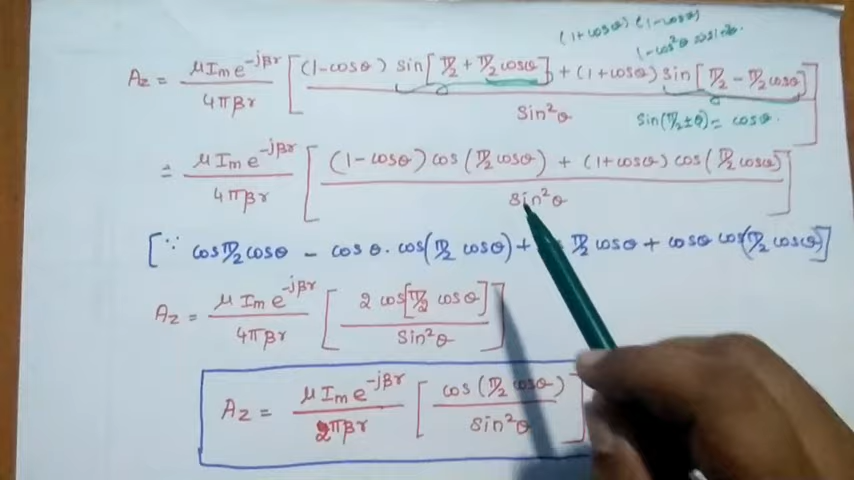 (1+cosθ) (1-cosθ)
1-cos²θ = sin²θ.
Az = μIm e^-jβr / 4πβr [ (1-cosθ) sin[π/2 + π/2 cosθ] + (1+cosθ) sin[π/2 - π/2 cosθ] / Sin²θ ]
Sin(π/2 ± θ) = cosθ.
= μIm e^-jβr / 4πβr [ (1-cosθ) cos(π/2 cosθ) + (1+cosθ) cos(π/2 cosθ) / sin²θ ]
[∵ cosπ/2 cosθ - cosθ. cos(π/2 cosθ) + π/2 cosθ + cosθ cos(π/2 cosθ)]
Az = μIm e^-jβr / 4πβr [ 2 cos[π/2 cosθ] / Sin²θ ]
Az = μIm e^-jβr / 2πβr [ cos(π/2 cosθ) / sin²θ ]